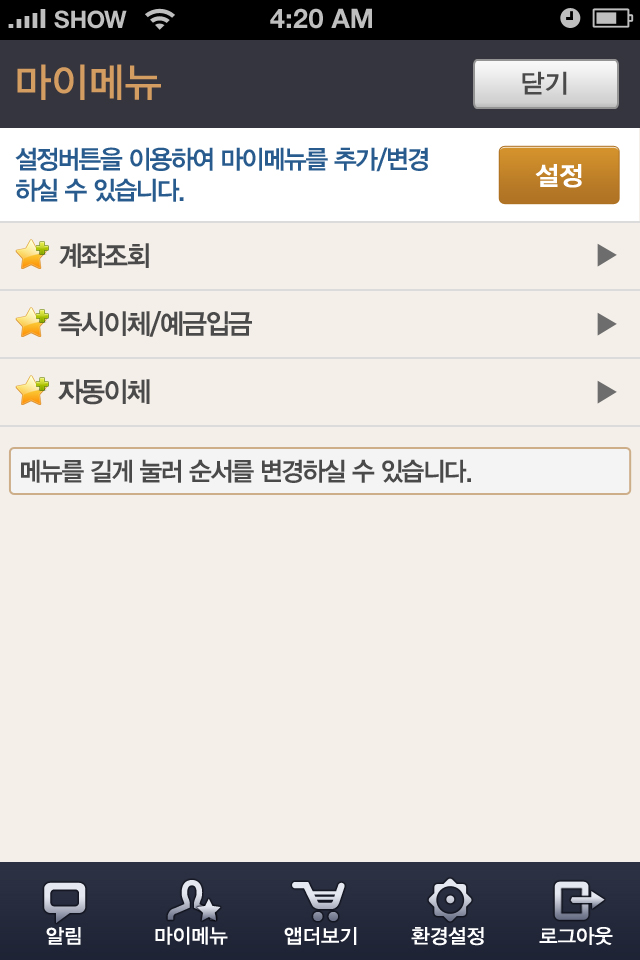 SHOW 4:20 AM
마이메뉴 닫기
설정버튼을 이용하여 마이메뉴를 추가/변경
하실 수 있습니다.
설정
계좌조회
즉시이체/예금입금
자동이체
메뉴를 길게 눌러 순서를 변경하실 수 있습니다.
알림 마이메뉴 앱더보기 환경설정 로그아웃